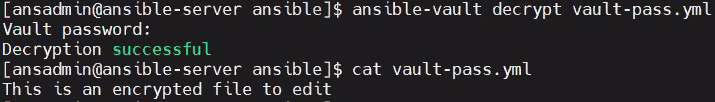 [ansadmin@ansible-server ansible]$ ansible-vault decrypt vault-pass.yml
Vault password:
Decryption successful
[ansadmin@ansible-server ansible]$ cat vault-pass.yml
This is an encrypted file to edit